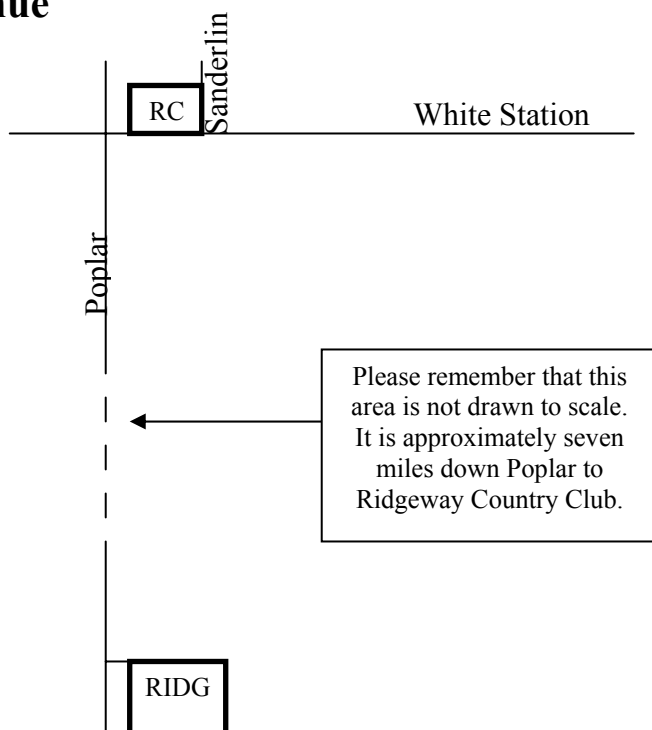 nue
Sanderlin
RC
White Station
Poplar
Please remember that this
area is not drawn to scale.
It is approximately seven
miles down Poplar to
Ridgeway Country Club.
RIDG